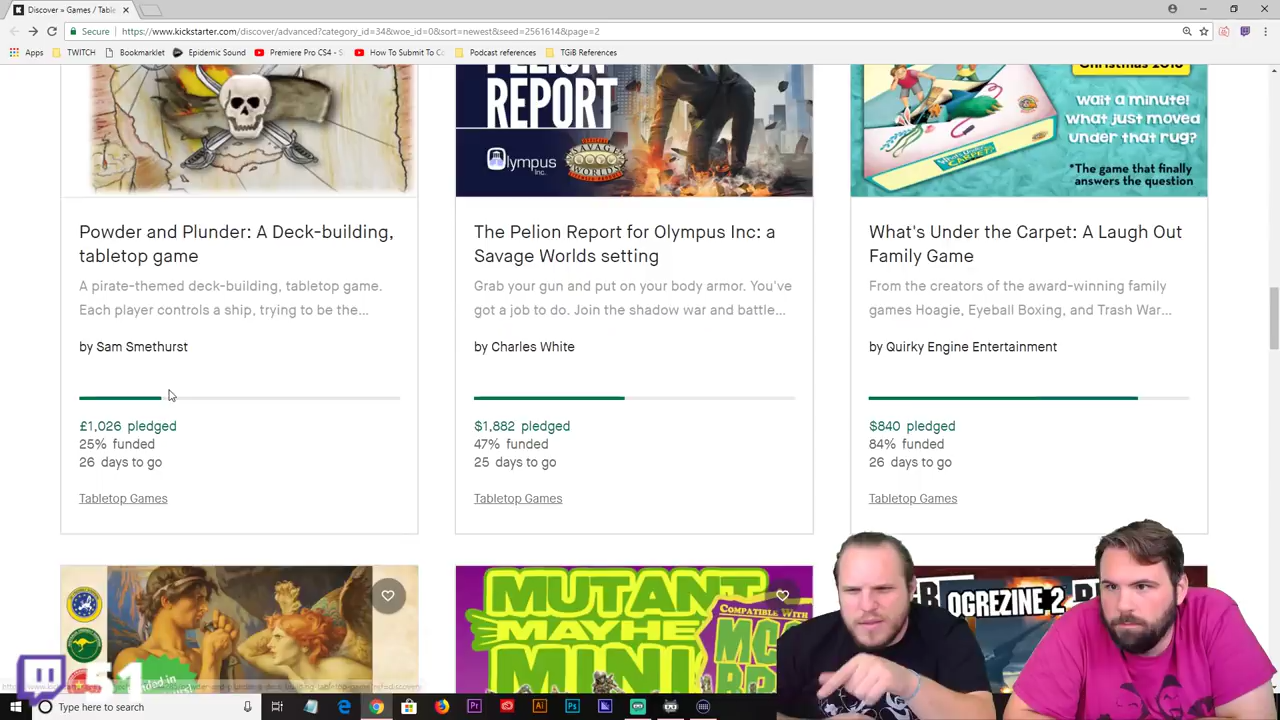 Discover » Games / Table
Secure
https://www.kickstarter.com/discover/advanced?category_id=34&woe_id=0&sort=newest&seed=2561614&page=2
Apps
TWITCH
Bookmarklet
Epidemic Sound
Premiere Pro CS4 - S
How To Submit To Co
Podcast references
TGiB References
PELION
REPORT
Olympus
Inc.
SAVAGE
WORLDS
Christmas 2018
wait a minute!
what just moved
under that rug?
*The game that finally
answers the question
Powder and Plunder: A Deck-building,
tabletop game
A pirate-themed deck-building, tabletop game.
Each player controls a ship, trying to be the...
by Sam Smethurst
£1,026 pledged
25% funded
26 days to go
Tabletop Games
The Pelion Report for Olympus Inc: a
Savage Worlds setting
Grab your gun and put on your body armor. You've
got a job to do. Join the shadow war and battle...
by Charles White
$1,882 pledged
47% funded
25 days to go
Tabletop Games
What's Under the Carpet: A Laugh Out
Family Game
From the creators of the award-winning family
games Hoagie, Eyeball Boxing, and Trash War...
by Quirky Engine Entertainment
$840 pledged
84% funded
26 days to go
Tabletop Games
MUTANT
MAYHE
MINI
COMPATIBLE WITH
OGREZINE 2
Type here to search